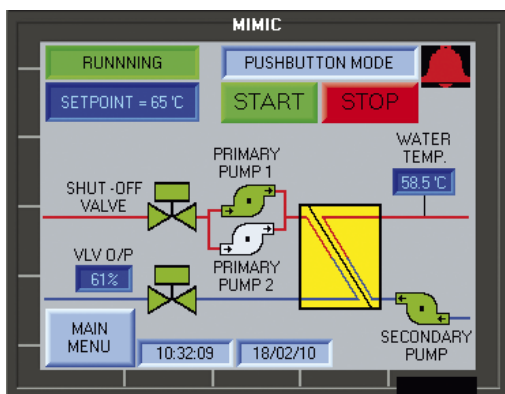 MIMIC
RUNNNING
PUSHBUTTON MODE
SETPOINT = 65 'C
START
STOP
WATER
TEMP.
58.5 'C
PRIMARY
PUMP 1
SHUT -OFF
VALVE
VLV O/P
61%
PRIMARY
PUMP 2
MAIN
MENU
10:32:09
18/02/10
SECONDARY
PUMP